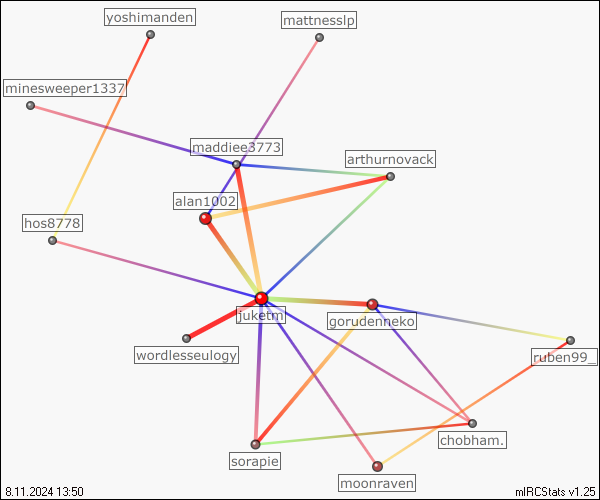 yoshimanden
mattnesslp
minesweeper1337
maddiee3773
arthurnovack
alan1002
hos8778
juketm
gorudenneko
wordlesseulogy
ruben99_
chobham.
sorapie
moonraven
8.11.2024 13:50
mIRCStats v1.25